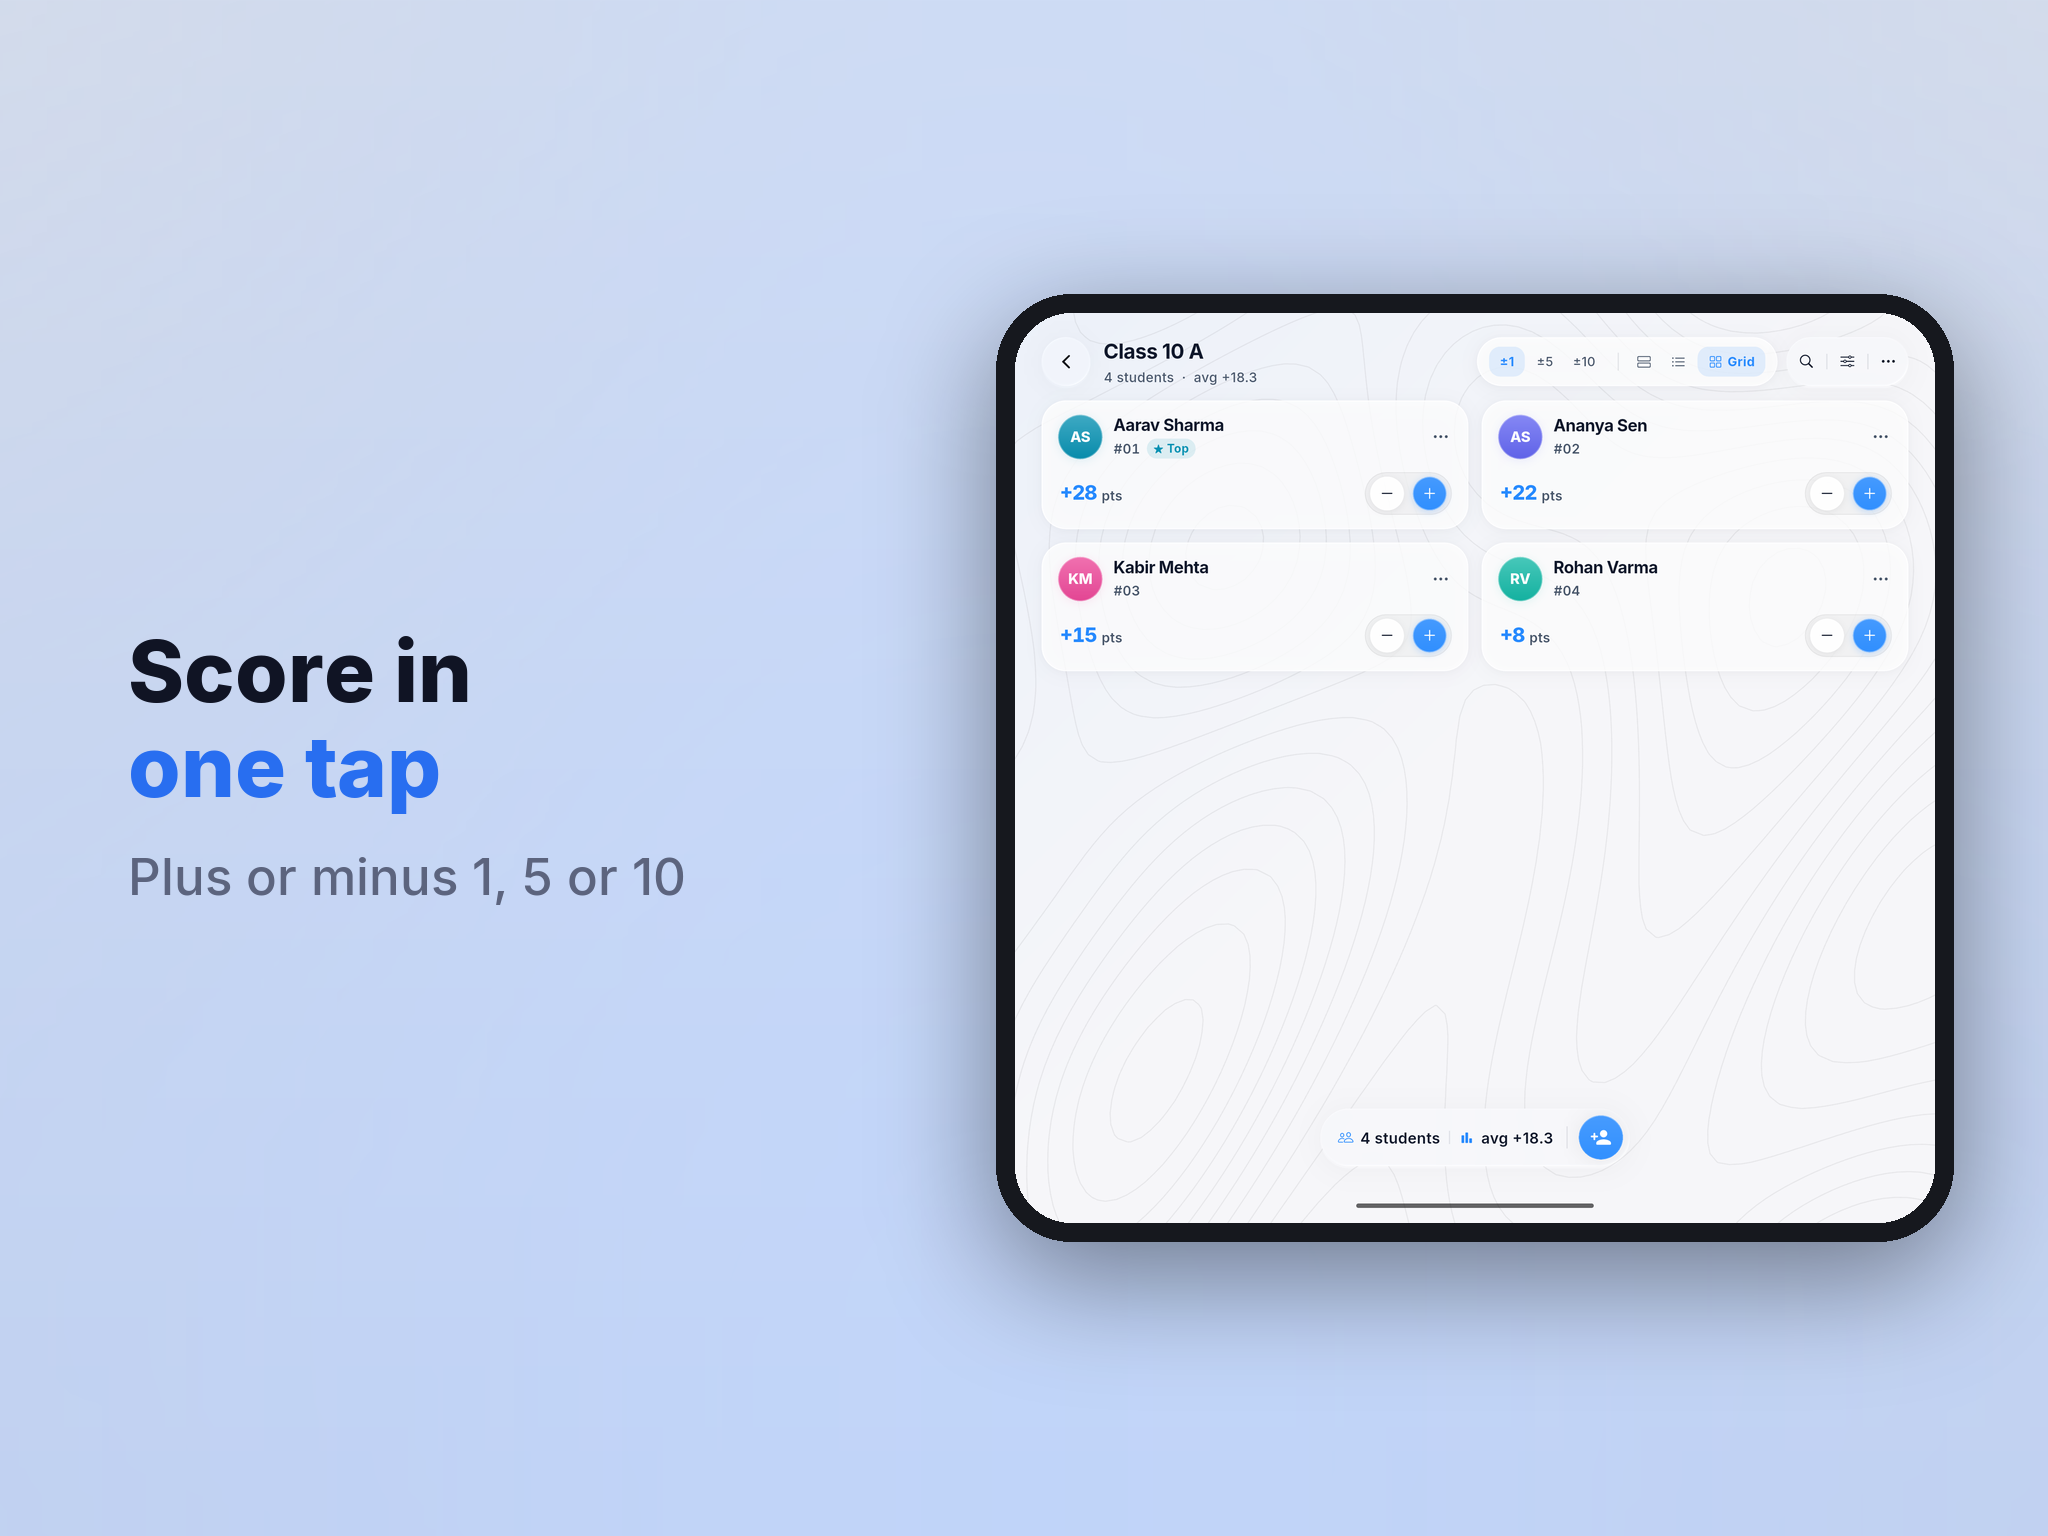 Score in
one tap
Plus or minus 1, 5 or 10
Class 10 A
4 students · avg +18.3
±1 ±5 ±10 Grid
AS Aarav Sharma
#01 ★ Top
+28 pts
AS Ananya Sen
#02
+22 pts
KM Kabir Mehta
#03
+15 pts
RV Rohan Varma
#04
+8 pts
4 students avg +18.3